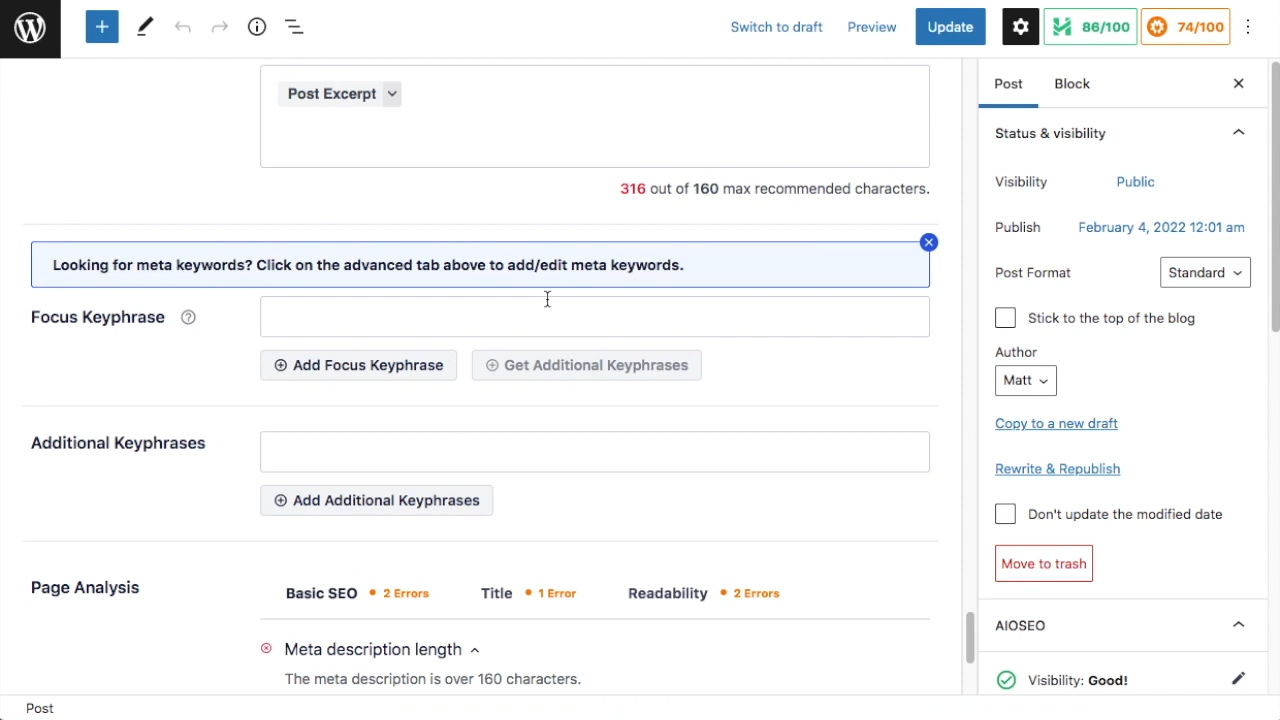 Switch to draft
Preview
Update
86/100
74/100
Post Excerpt
316 out of 160 max recommended characters.
Looking for meta keywords? Click on the advanced tab above to add/edit meta keywords.
Focus Keyphrase
Add Focus Keyphrase
Get Additional Keyphrases
Additional Keyphrases
Add Additional Keyphrases
Page Analysis
Basic SEO 2 Errors
Title 1 Error
Readability 2 Errors
Meta description length
The meta description is over 160 characters.
Post
Post
Block
Status & visibility
Visibility
Public
Publish
February 4, 2022 12:01 am
Post Format
Standard
Stick to the top of the blog
Author
Matt
Copy to a new draft
Rewrite & Republish
Don't update the modified date
Move to trash
AIOSEO
Visibility: Good!